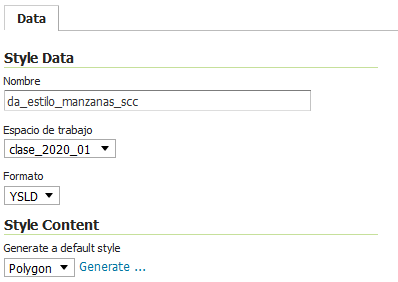 Data
Style Data
Nombre
da_estilo_manzanas_scc
Espacio de trabajo
clase_2020_01
Formato
YSLD
Style Content
Generate a default style
Polygon Generate ...